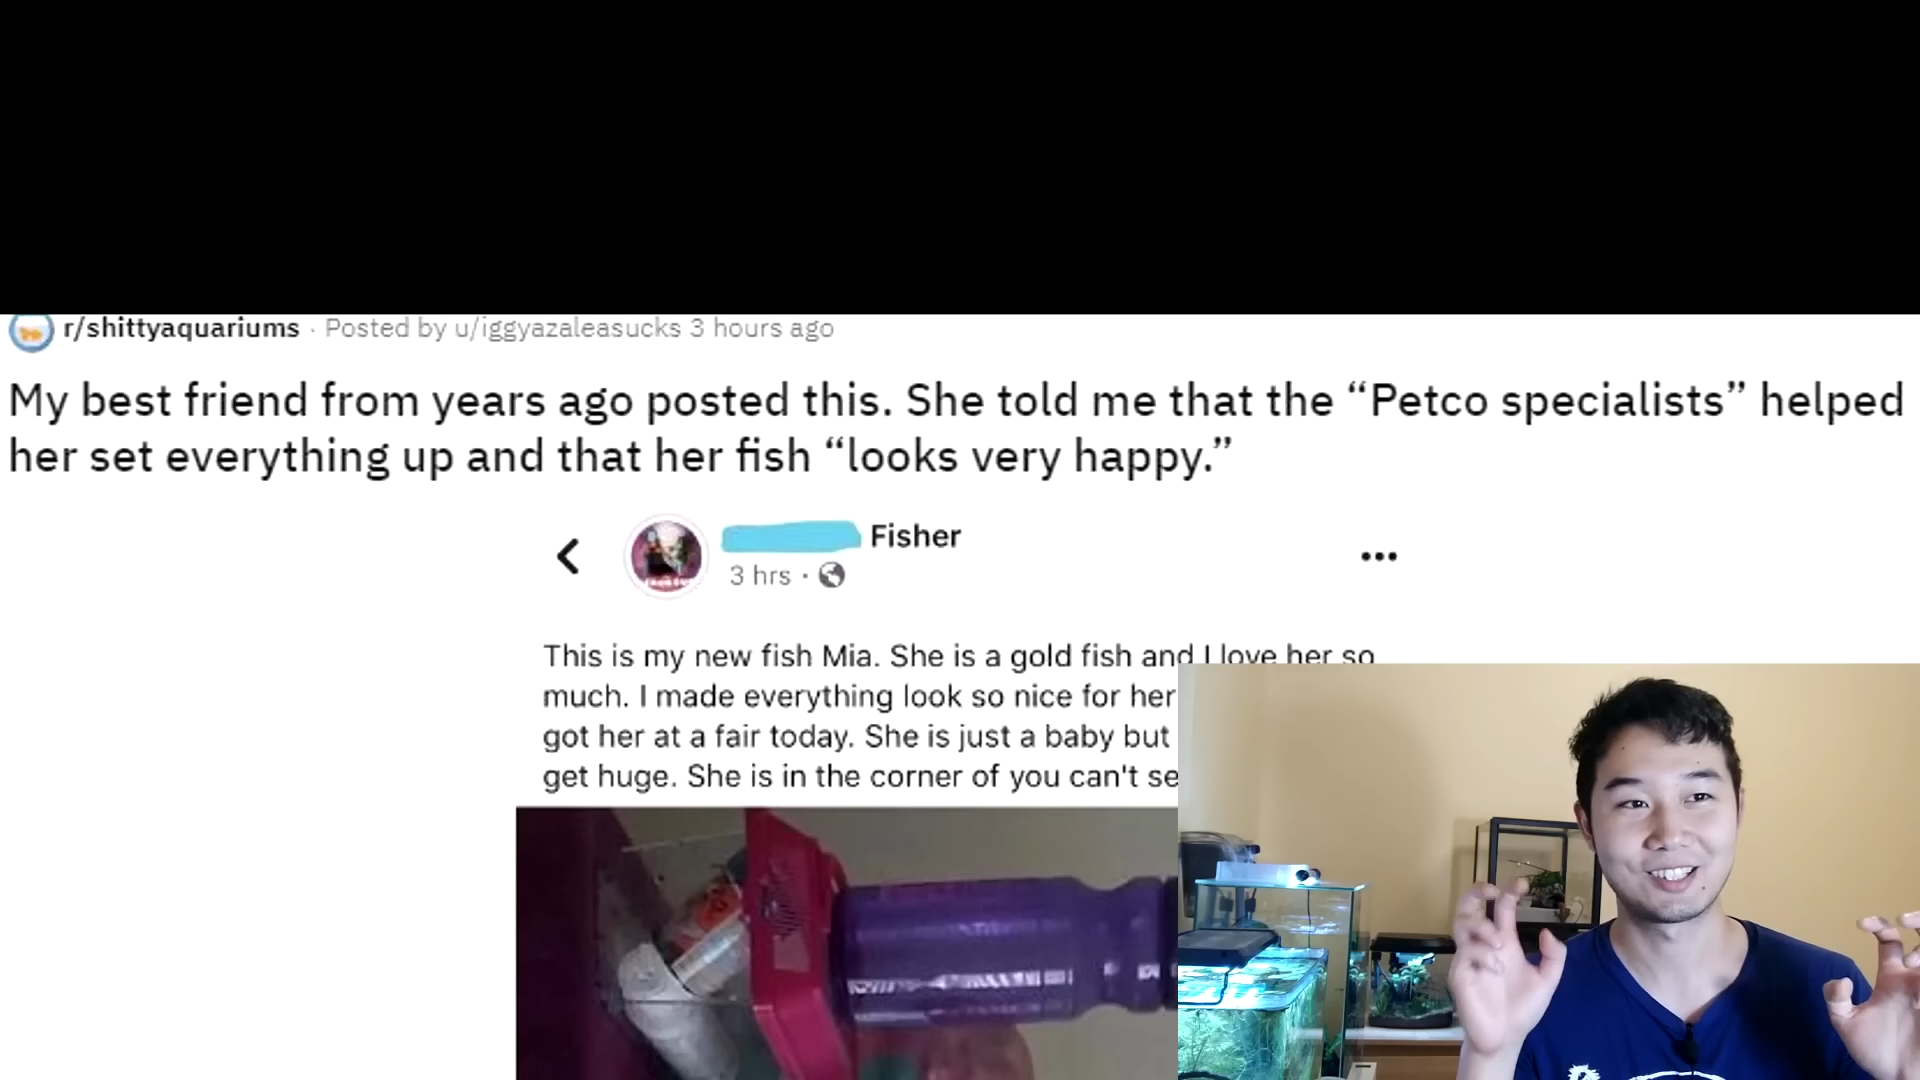 r/shittyaquariums · Posted by u/iggyazaleasucks 3 hours ago
My best friend from years ago posted this. She told me that the “Petco specialists” helped
her set everything up and that her fish “looks very happy.”
Fisher
3 hrs ·
This is my new fish Mia. She is a gold fish and I love her so
much. I made everything look so nice for her
got her at a fair today. She is just a baby but
get huge. She is in the corner of you can't se